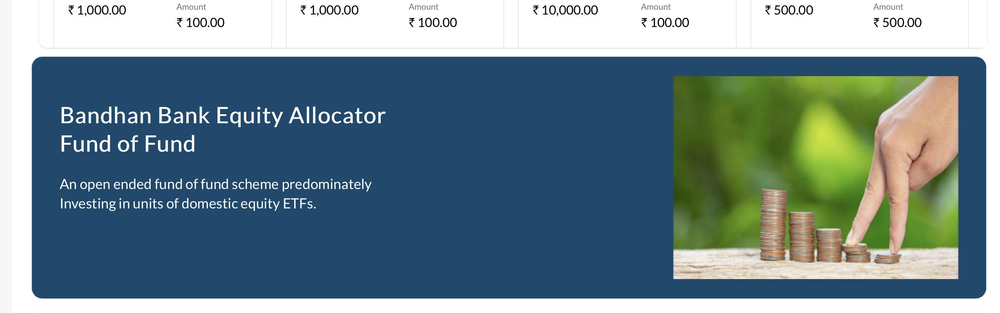 ₹ 1,000.00
Amount
₹ 100.00
₹ 1,000.00
Amount
₹ 100.00
₹ 10,000.00
Amount
₹ 100.00
₹ 500.00
Amount
₹ 500.00
Bandhan Bank Equity Allocator
Fund of Fund
An open ended fund of fund scheme predominately
Investing in units of domestic equity ETFs.